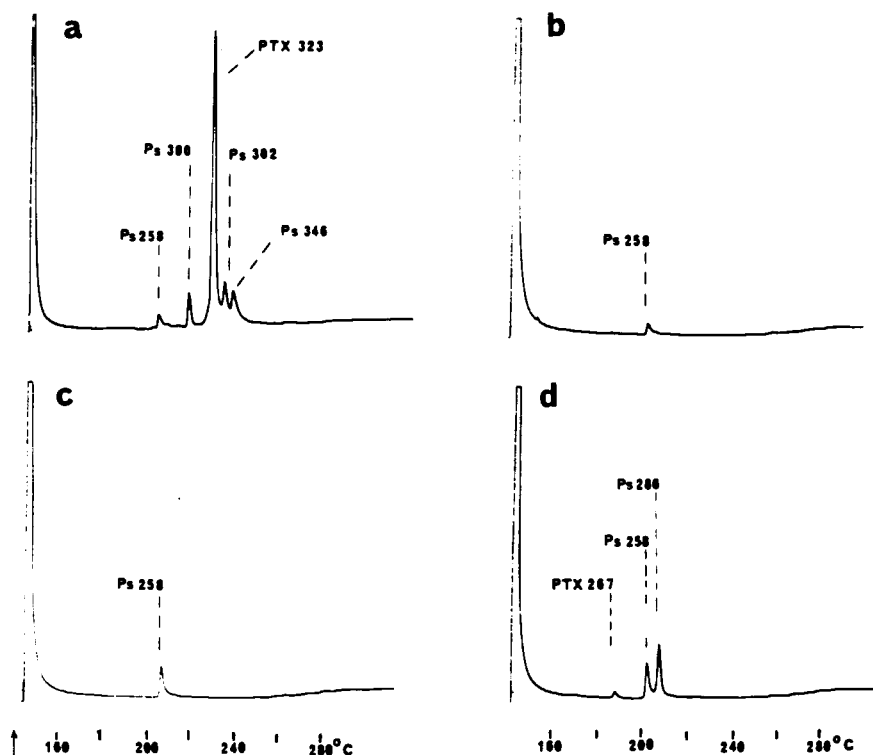 a
PTX 323
Ps 300
Ps 302
Ps 258
Ps 346
b
Ps 258
c
Ps 258
d
Ps 286
Ps 258
PTX 267
160 200 240 280°C
160 200 240 280°C